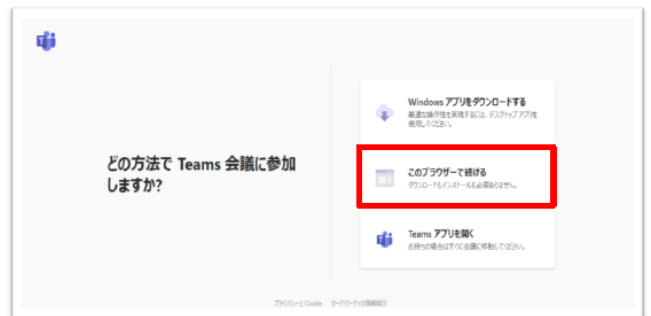 どの方法で Teams 会議に参加
しますか?
Windows アプリをダウンロードする
最適な操作性を実現するには、デスクトップ アプリを
使用してください。
このブラウザーで続ける
ダウンロードもインストールも必要ありません。
Teams アプリを開く
お持ちの場合はすぐに会議に移動してください。
プライバシーと Cookie サードパーティの情報開示